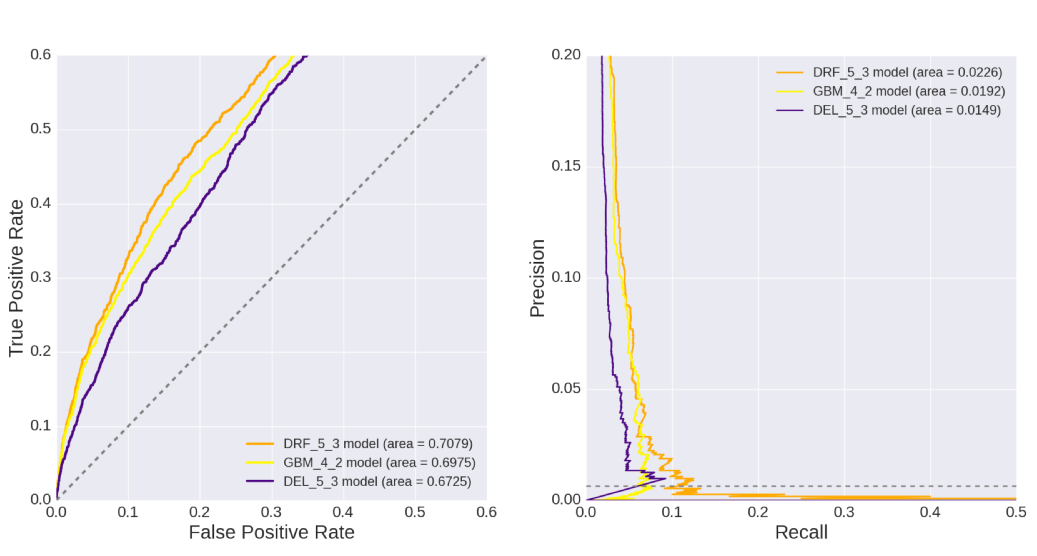 0.6
0.5
0.4
0.3
0.2
0.1
0.0
True Positive Rate
DRF_5_3 model (area = 0.7079)
GBM_4_2 model (area = 0.6975)
DEL_5_3 model (area = 0.6725)
0.0 0.1 0.2 0.3 0.4 0.5 0.6
False Positive Rate
0.20
0.15
0.10
0.05
0.00
Precision
DRF_5_3 model (area = 0.0226)
GBM_4_2 model (area = 0.0192)
DEL_5_3 model (area = 0.0149)
0.0 0.1 0.2 0.3 0.4 0.5
Recall